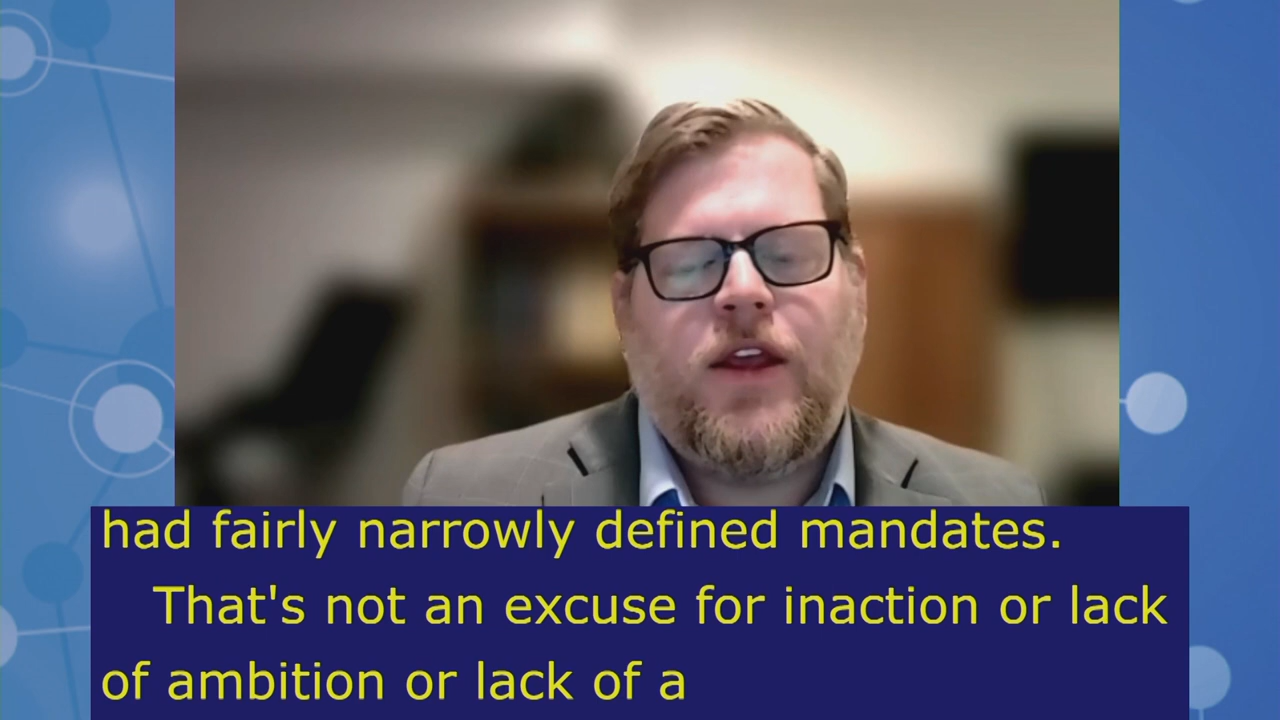 had fairly narrowly defined mandates.
That's not an excuse for inaction or lack
of ambition or lack of a